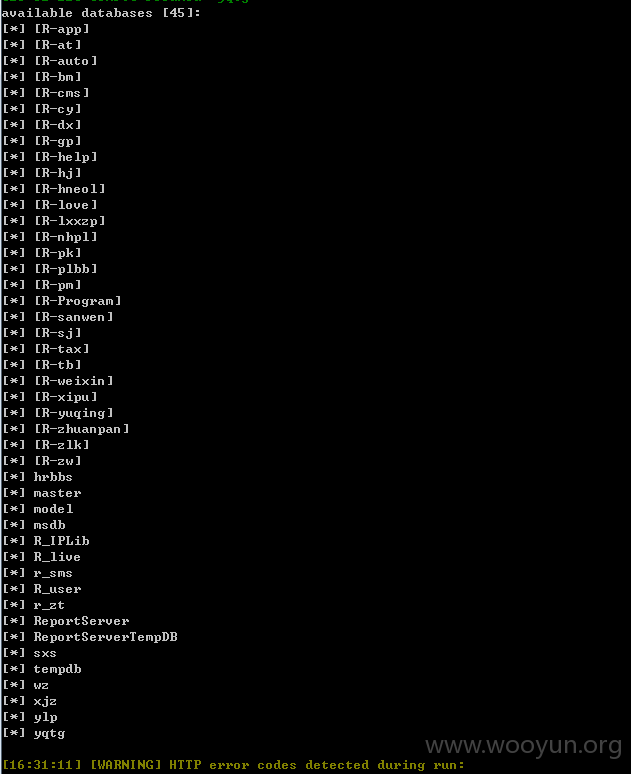 available databases [45]:
[*] [R-app]
[*] [R-at]
[*] [R-auto]
[*] [R-bm]
[*] [R-cms]
[*] [R-cy]
[*] [R-dx]
[*] [R-gp]
[*] [R-help]
[*] [R-hj]
[*] [R-hneol]
[*] [R-love]
[*] [R-lxxzp]
[*] [R-nhpl]
[*] [R-pk]
[*] [R-plbb]
[*] [R-pm]
[*] [R-Program]
[*] [R-sanwen]
[*] [R-sj]
[*] [R-tax]
[*] [R-tb]
[*] [R-weixin]
[*] [R-xipu]
[*] [R-yuqing]
[*] [R-zhuanpan]
[*] [R-zlk]
[*] [R-zw]
[*] hrbbs
[*] master
[*] model
[*] msdb
[*] R_IPLib
[*] R_live
[*] r_sms
[*] R_user
[*] r_zt
[*] ReportServer
[*] ReportServerTempDB
[*] sxs
[*] tempdb
[*] wz
[*] xjz
[*] ylp
[*] yqtg
www.wooyun.org
[16:31:11] [WARNING] HTTP error codes detected during run: